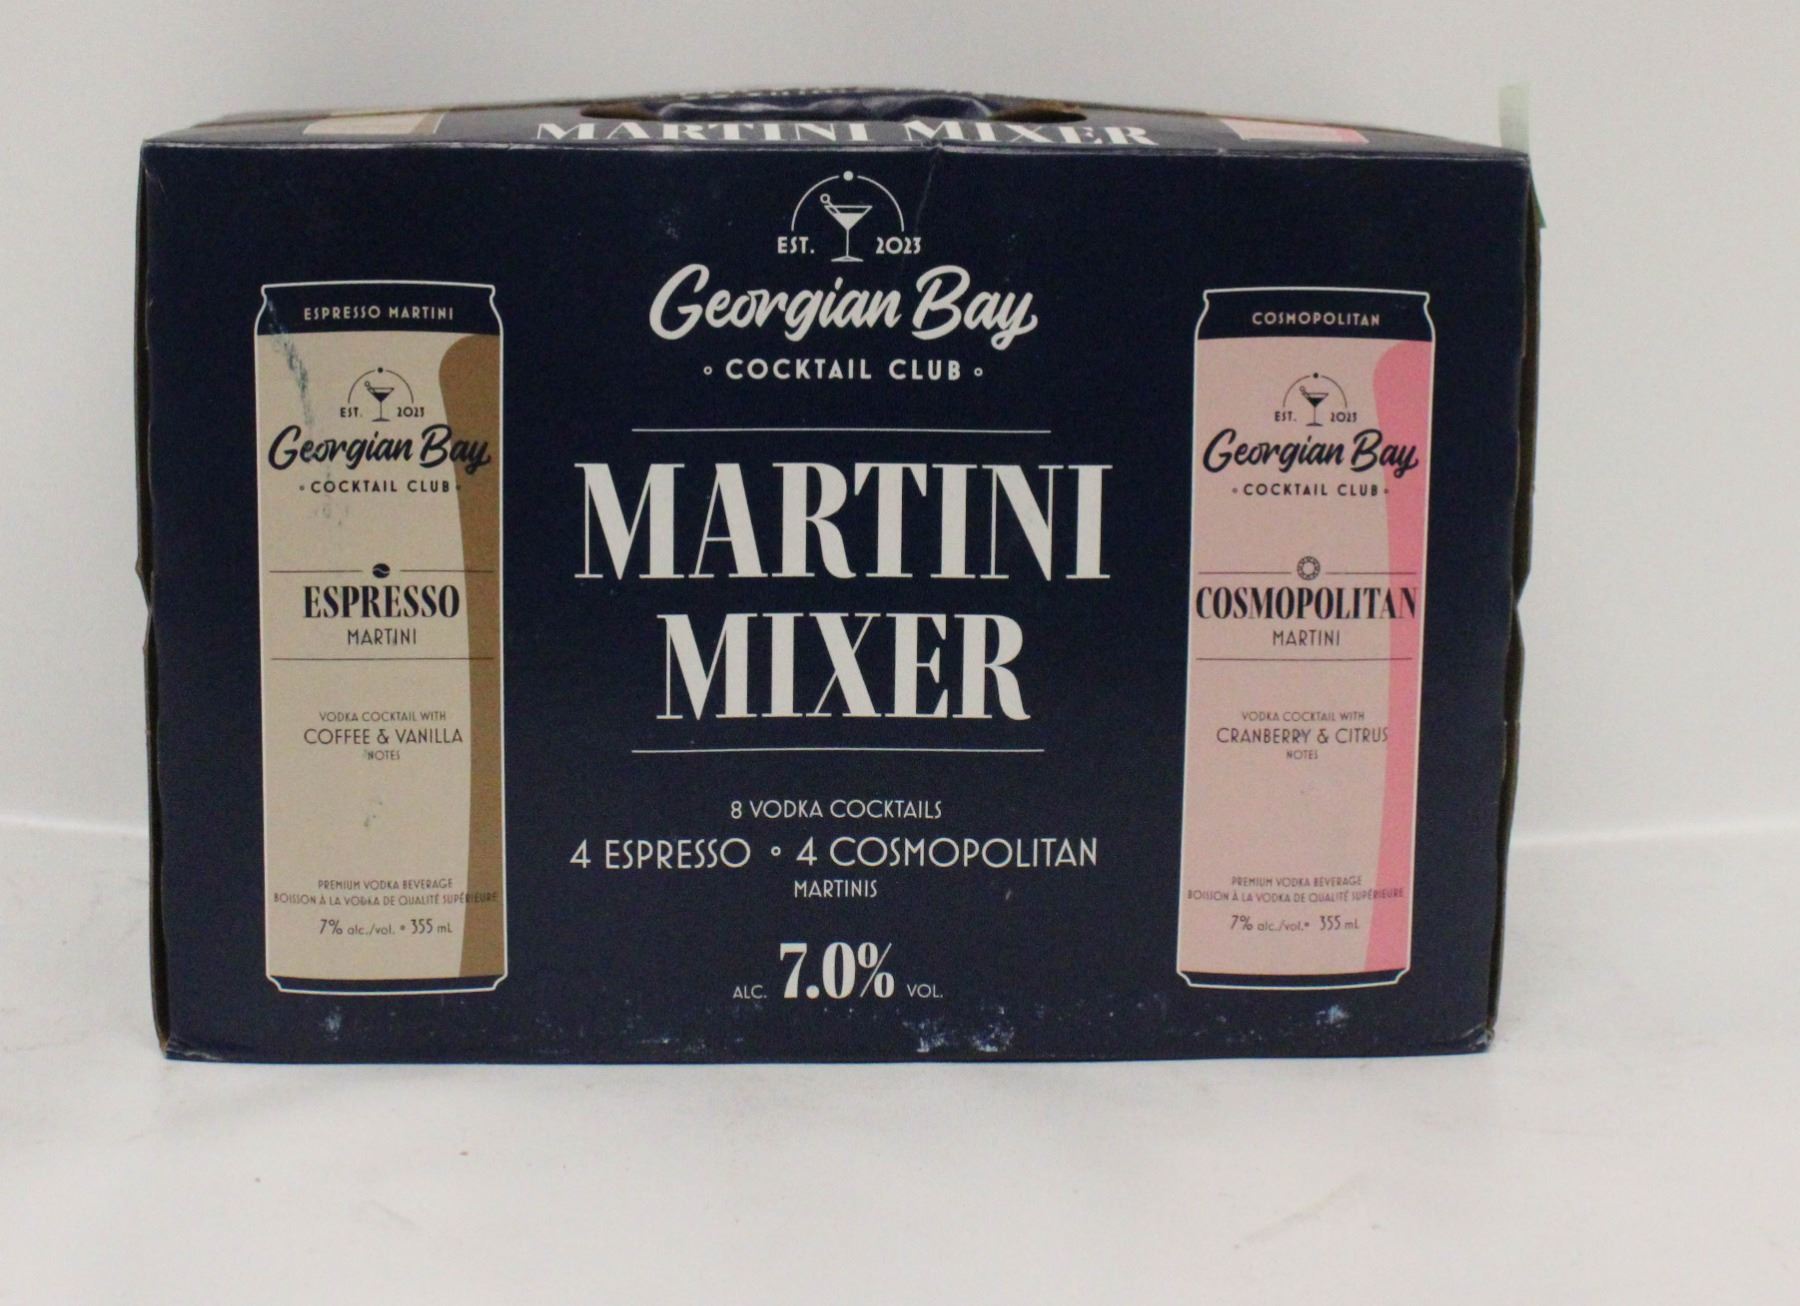 MARTINI MIXER
EST. 2023
Georgian Bay
COCKTAIL CLUB
MARTINI
MIXER
8 VODKA COCKTAILS
4 ESPRESSO • 4 COSMOPOLITAN
MARTINIS
ALC. 7.0% VOL.
ESPRESSO MARTINI
EST. 2023
Georgian Bay
COCKTAIL CLUB
ESPRESSO
MARTINI
VODKA COCKTAIL WITH
COFFEE & VANILLA
NOTES
PREMIUM VODKA BEVERAGE
BOISSON À LA VODKA DE QUALITÉ SUPÉRIEURE
7% alc./vol. • 355 mL
COSMOPOLITAN
EST. 2023
Georgian Bay
COCKTAIL CLUB
COSMOPOLITAN
MARTINI
VODKA COCKTAIL WITH
CRANBERRY & CITRUS
NOTES
PREMIUM VODKA BEVERAGE
BOISSON À LA VODKA DE QUALITÉ SUPÉRIEURE
7% alc./vol. • 355 mL